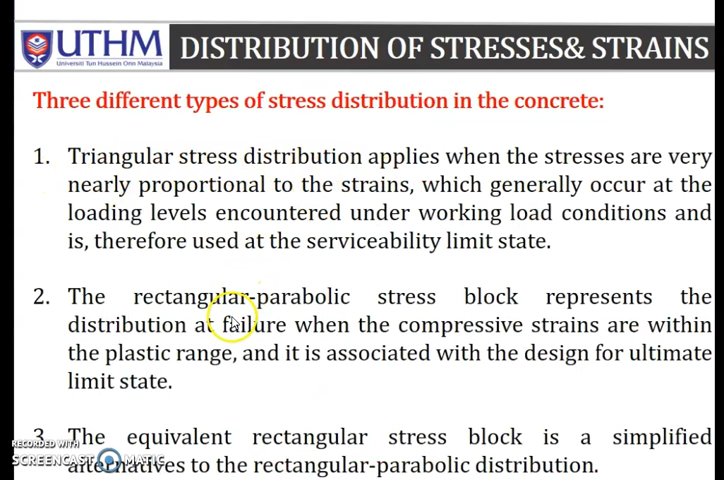 UTHM
Universiti Tun Hussein Onn Malaysia
DISTRIBUTION OF STRESSES& STRAINS
Three different types of stress distribution in the concrete:
1. Triangular stress distribution applies when the stresses are very
nearly proportional to the strains, which generally occur at the
loading levels encountered under working load conditions and
is, therefore used at the serviceability limit state.
2. The rectangular-parabolic stress block represents the
distribution at failure when the compressive strains are within
the plastic range, and it is associated with the design for ultimate
limit state.
3. The equivalent rectangular stress block is a simplified
alternatives to the rectangular-parabolic distribution.
RECORDED WITH
SCREENCAST MATIC